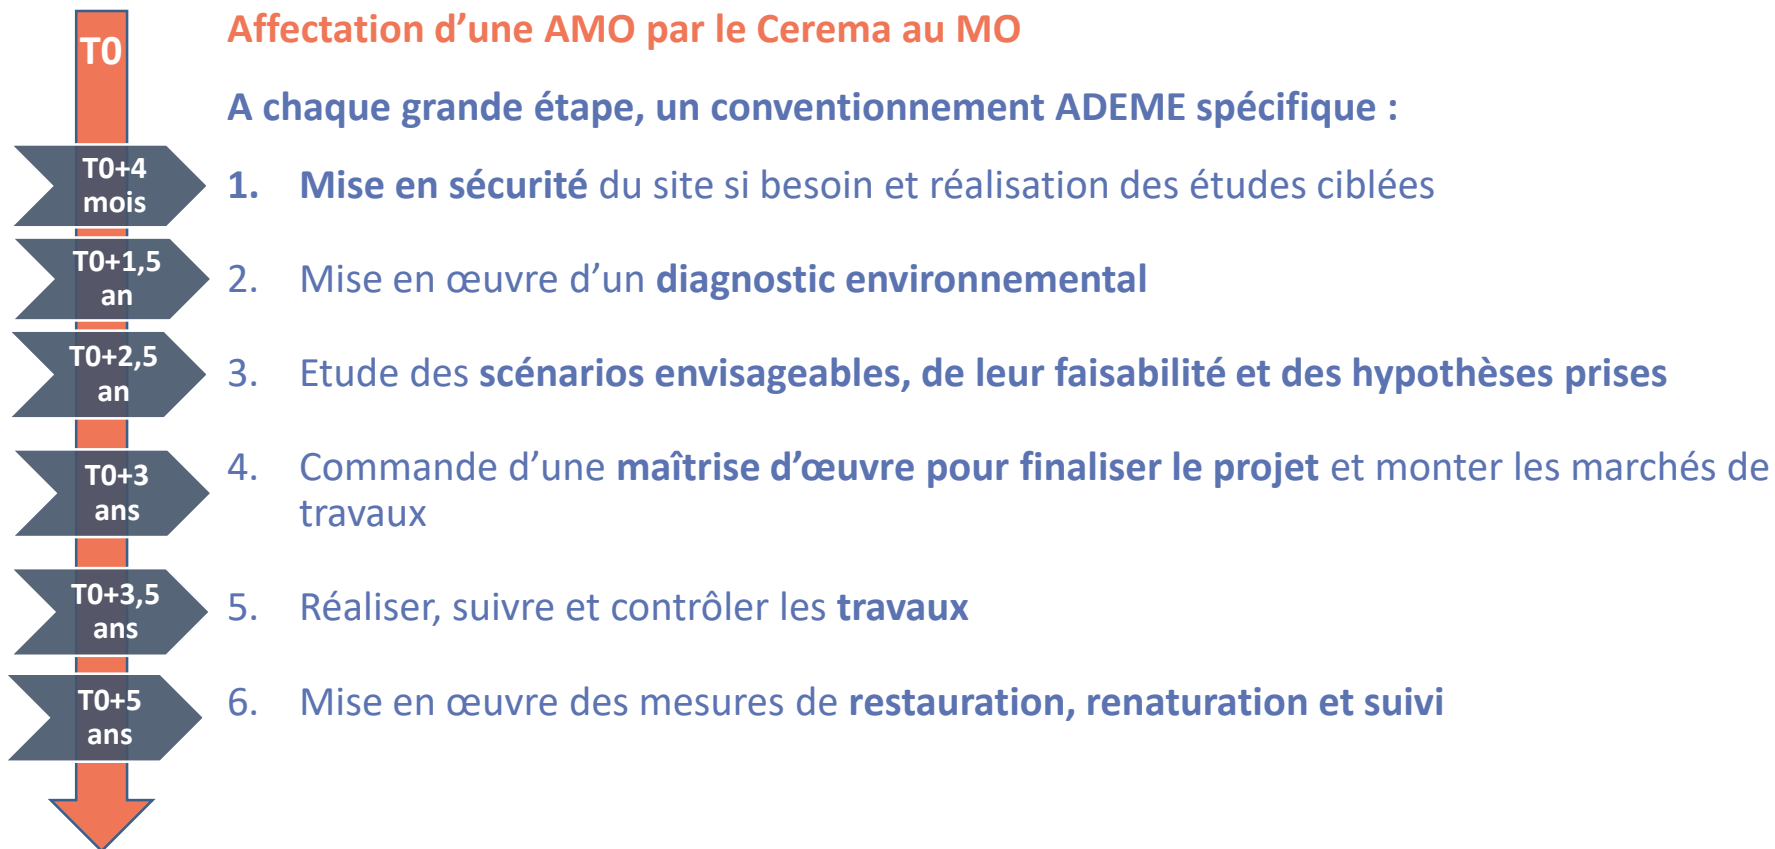 T0
Affectation d’une AMO par le Cerema au MO
A chaque grande étape, un conventionnement ADEME spécifique :
T0+4
mois
1. Mise en sécurité du site si besoin et réalisation des études ciblées
T0+1,5
an
2. Mise en œuvre d’un diagnostic environnemental
T0+2,5
an
3. Etude des scénarios envisageables, de leur faisabilité et des hypothèses prises
T0+3
ans
4. Commande d’une maîtrise d’œuvre pour finaliser le projet et monter les marchés de
travaux
T0+3,5
ans
5. Réaliser, suivre et contrôler les travaux
T0+5
ans
6. Mise en œuvre des mesures de restauration, renaturation et suivi